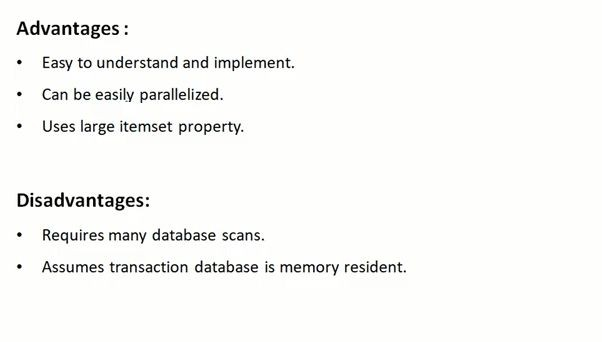 Advantages :
• Easy to understand and implement.
• Can be easily parallelized.
• Uses large itemset property.
Disadvantages:
• Requires many database scans.
• Assumes transaction database is memory resident.